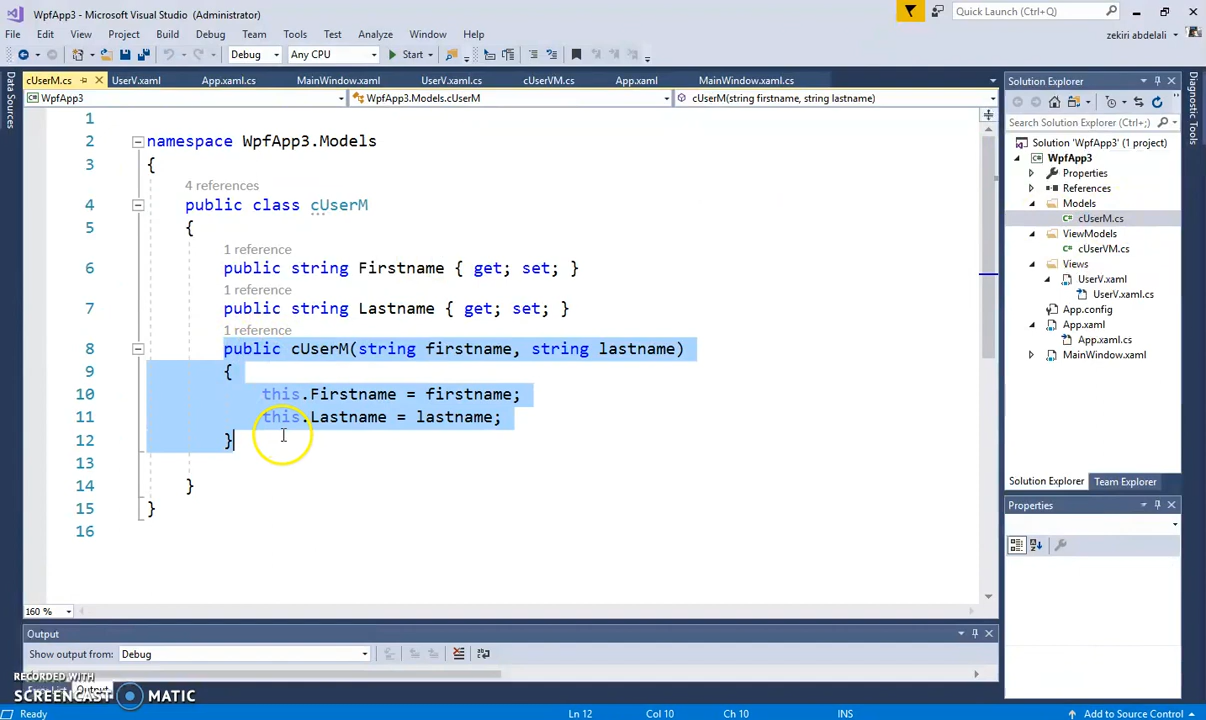 WpfApp3 - Microsoft Visual Studio (Administrator)
Quick Launch (Ctrl+Q)
File Edit View Project Build Debug Team Tools Test Analyze Window Help
zekiri abdelali
Debug Any CPU Start
Data Sources
cUserM.cs UserV.xaml App.xaml.cs MainWindow.xaml UserV.xaml.cs cUserVM.cs App.xaml MainWindow.xaml.cs
WpfApp3 WpfApp3.Models.cUserM cUserM(string firstname, string lastname)
1
2 namespace WpfApp3.Models
3 {
4 references
4 public class cUserM
5 {
1 reference
6 public string Firstname { get; set; }
1 reference
7 public string Lastname { get; set; }
1 reference
8 public cUserM(string firstname, string lastname)
9 {
10 this.Firstname = firstname;
11 this.Lastname = lastname;
12 }
13
14 }
15 }
16
160 %
Output
Show output from: Debug
Output
RECORDED WITH
SCREENCAST MATIC
Ready Ln 12 Col 10 Ch 10 INS Add to Source Control
Solution Explorer
Search Solution Explorer (Ctrl+;)
Solution 'WpfApp3' (1 project)
WpfApp3
Properties
References
Models
cUserM.cs
ViewModels
cUserVM.cs
Views
UserV.xaml
UserV.xaml.cs
App.config
App.xaml
App.xaml.cs
MainWindow.xaml
Solution Explorer Team Explorer
Properties
Diagnostic Tools